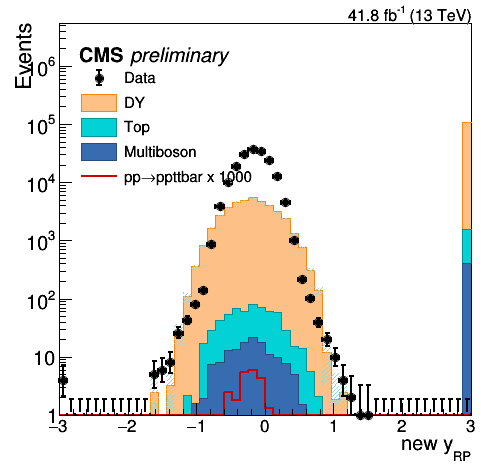 41.8 fb⁻¹ (13 TeV)
Events
CMS preliminary
Data
DY
Top
Multiboson
pp→ppttbar x 1000
10⁶
10⁵
10⁴
10³
10²
10
1
−3 −2 −1 0 1 2 3
new y_RP